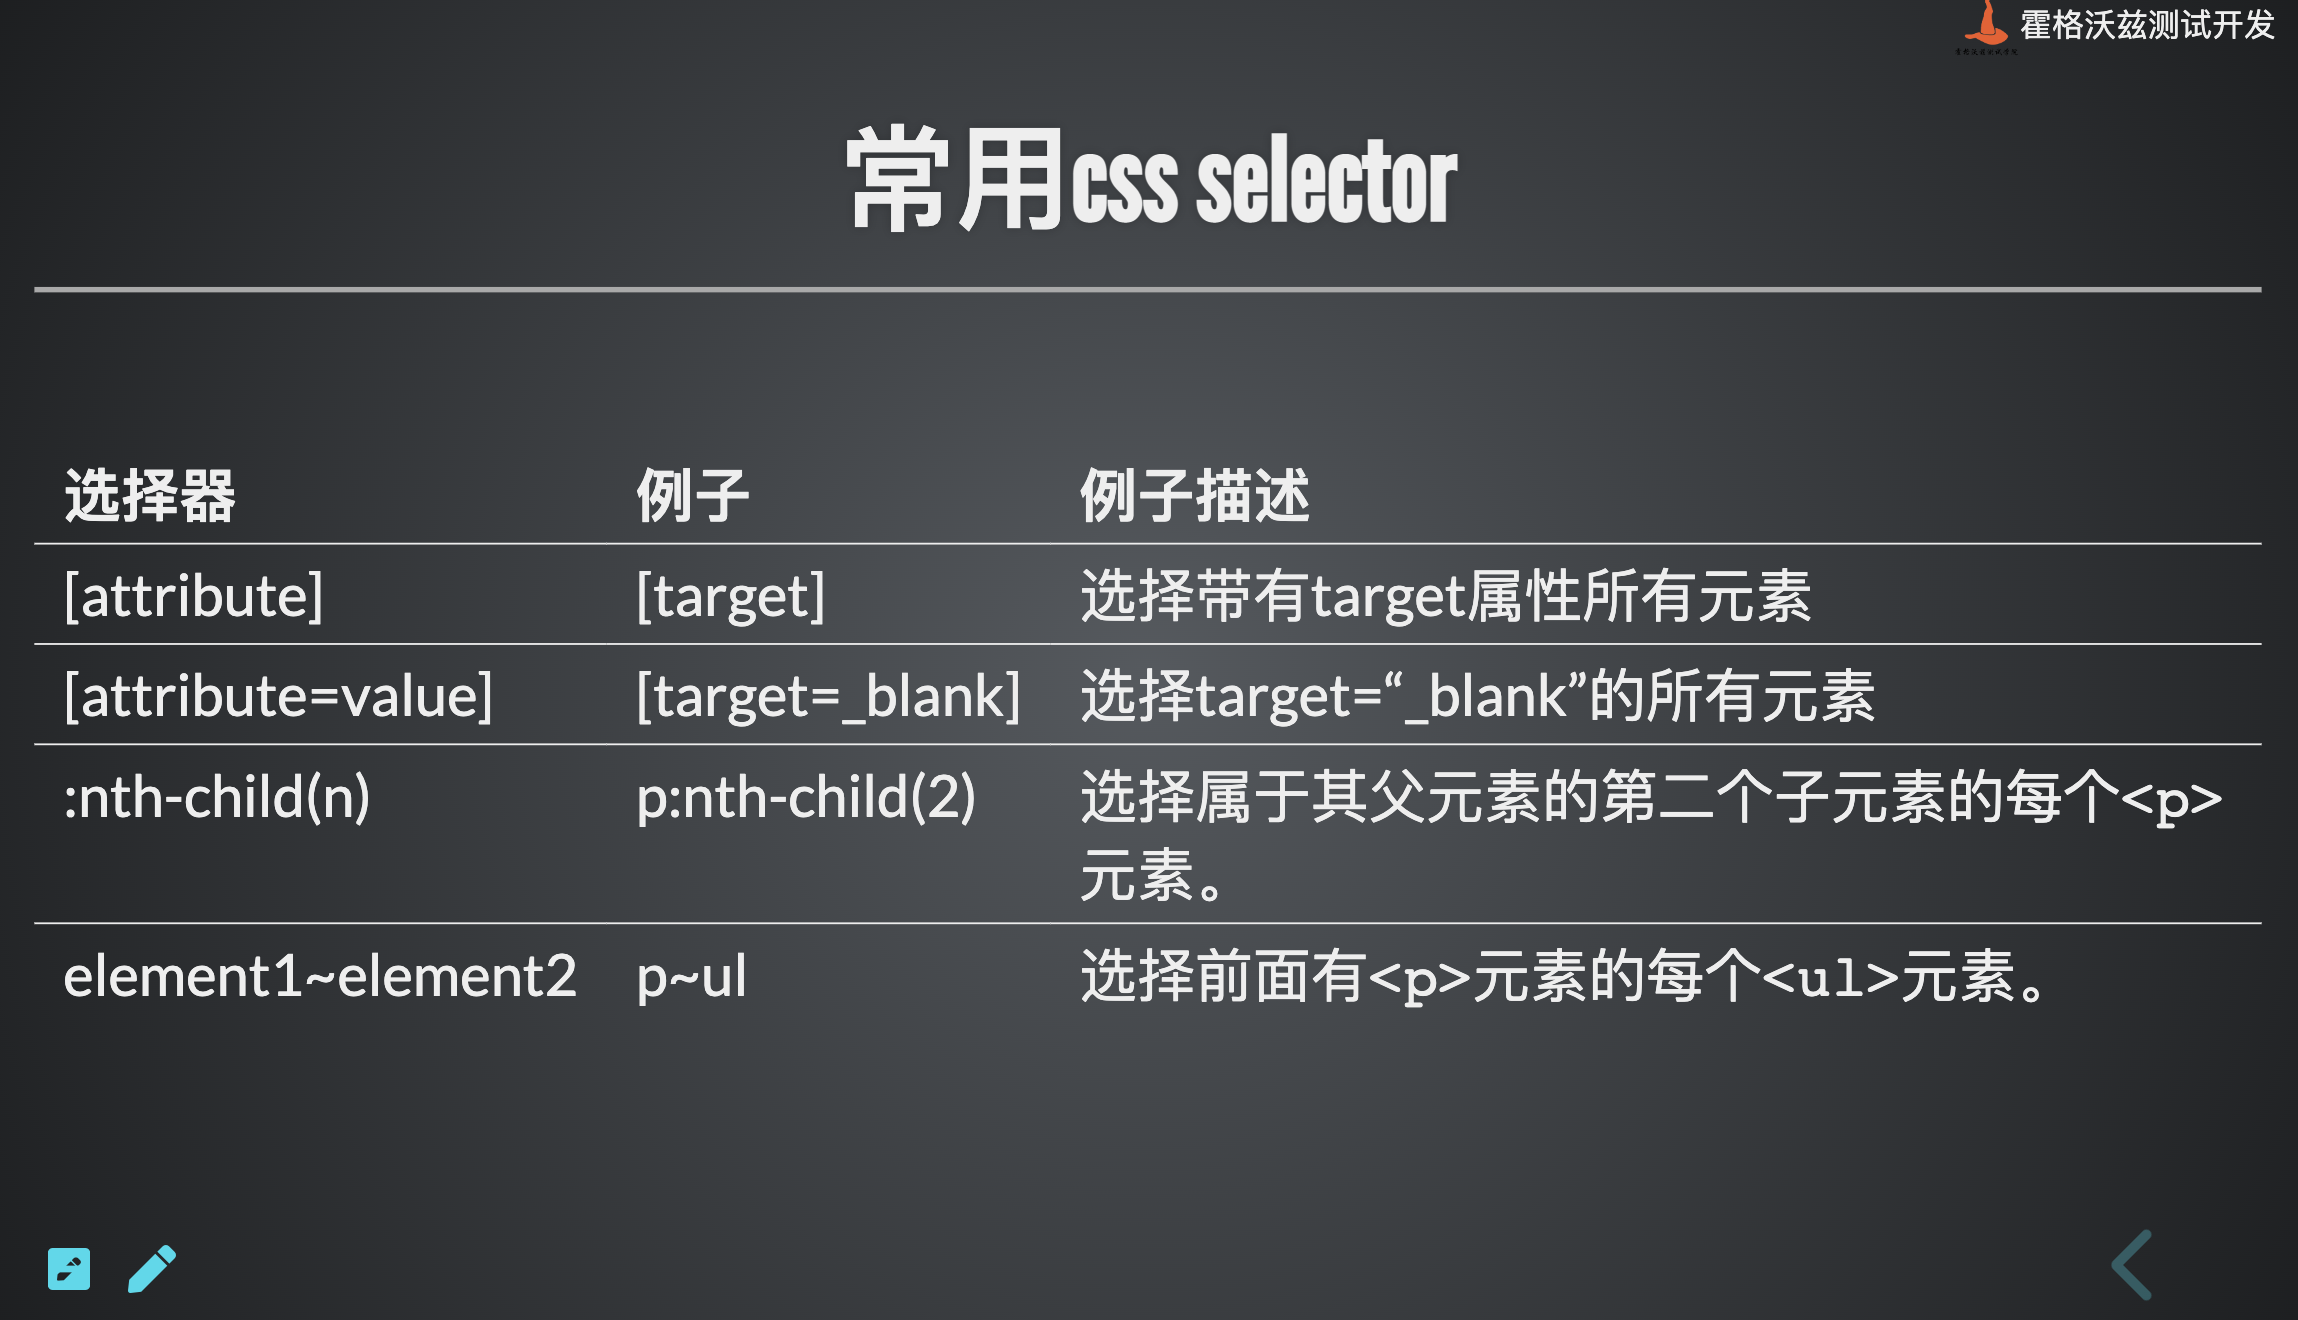 霍格沃兹测试开发
常用css selector
选择器 例子 例子描述
[attribute] [target] 选择带有target属性所有元素
[attribute=value] [target=_blank] 选择target=“_blank”的所有元素
:nth-child(n) p:nth-child(2) 选择属于其父元素的第二个子元素的每个<p>
元素。
element1~element2 p~ul 选择前面有<p>元素的每个<ul>元素。